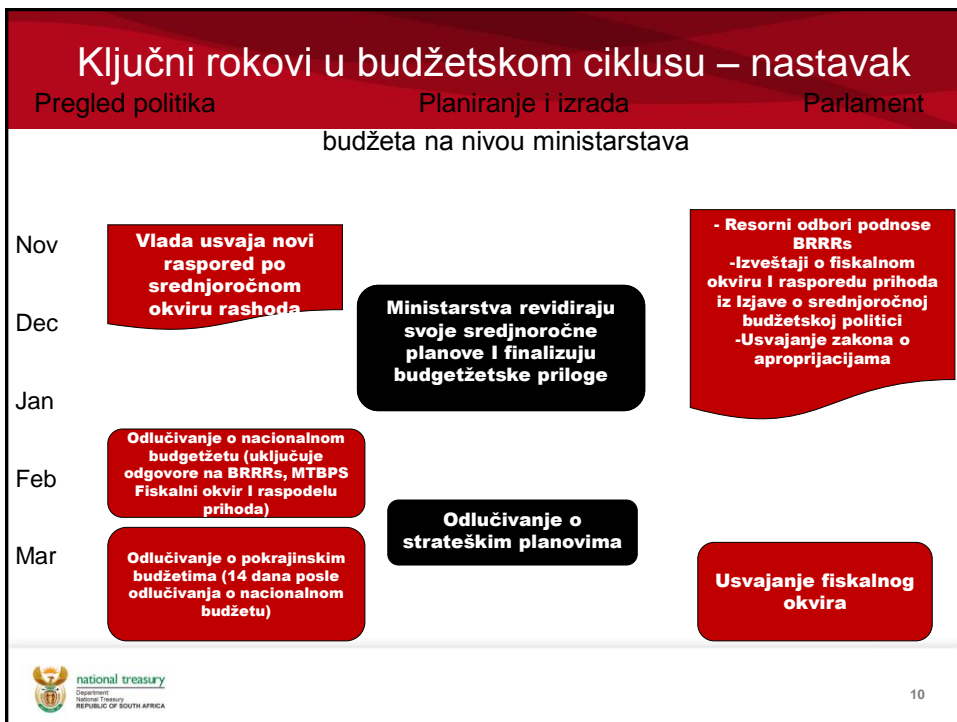 Ključni rokovi u budžetskom ciklusu – nastavak
Pregled politika
Planiranje i izrada
Parlament
budžeta na nivou ministarstava
Nov
Dec
Jan
Feb
Mar
Vlada usvaja novi
raspored po
srednjoročnom
okviru rashoda
Odlučivanje o nacionalnom
budgetžetu (uključuje
odgovore na BRRRs, MTBPS
Fiskalni okvir I raspodelu
prihoda)
Odlučivanje o pokrajinskim
budžetima (14 dana posle
odlučivanja o nacionalnom
budžetu)
Ministarstva revidiraju
svoje sredjnoročne
planove I finalizuju
budgetžetske priloge
Odlučivanje o
strateškim planovima
- Resorni odbori podnose
BRRRs
-Izveštaji o fiskalnom
okviru I rasporedu prihoda
iz Izjave o srednjoročnoj
budžetskoj politici
-Usvajanje zakona o
aproprijacijama
Usvajanje fiskalnog
okvira
national treasury
Department:
National Treasury
REPUBLIC OF SOUTH AFRICA
10